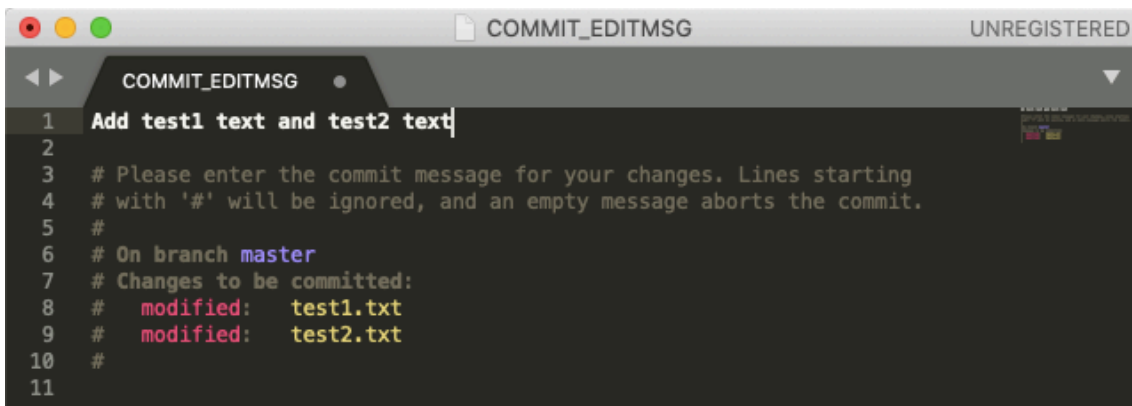 COMMIT_EDITMSG
UNREGISTERED
COMMIT_EDITMSG
1 Add test1 text and test2 text
2
3 # Please enter the commit message for your changes. Lines starting
4 # with '#' will be ignored, and an empty message aborts the commit.
5 #
6 # On branch master
7 # Changes to be committed:
8 #   modified:   test1.txt
9 #   modified:   test2.txt
10 #
11